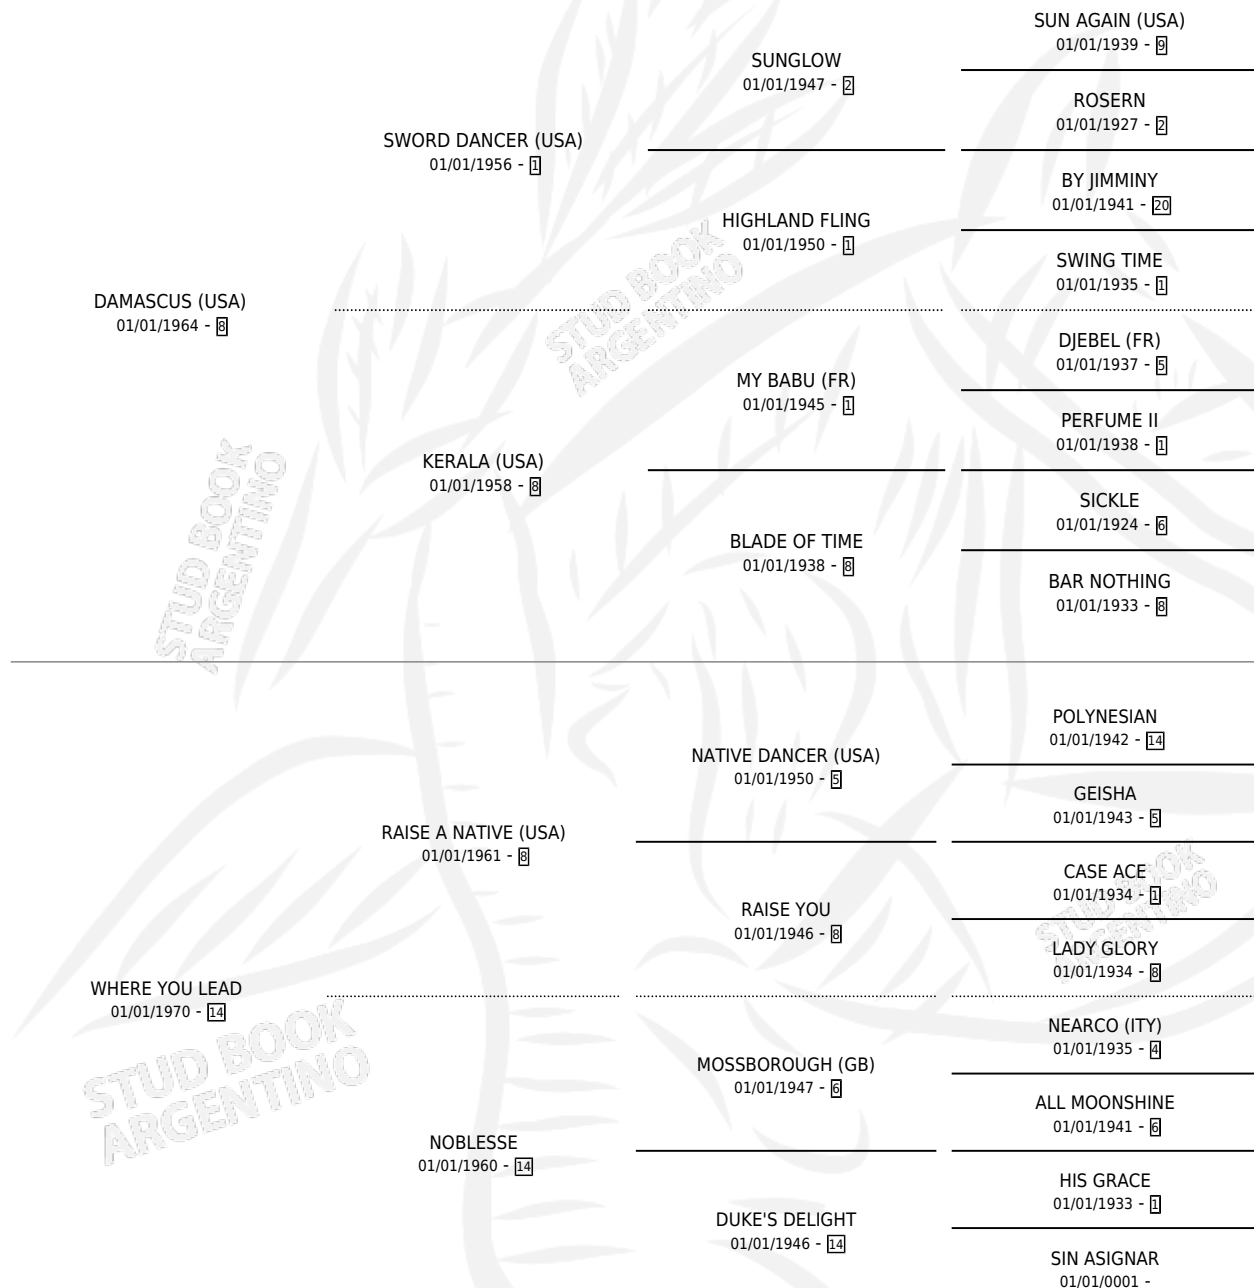 SUN AGAIN (USA)
01/01/1939 - 9
SUNGLOW
01/01/1947 - 2
ROSERN
01/01/1927 - 2
SWORD DANCER (USA)
01/01/1956 - 1
BY JIMMINY
01/01/1941 - 20
HIGHLAND FLING
01/01/1950 - 1
SWING TIME
01/01/1935 - 1
DAMASCUS (USA)
01/01/1964 - 8
DJEBEL (FR)
01/01/1937 - 5
MY BABU (FR)
01/01/1945 - 1
PERFUME II
01/01/1938 - 1
KERALA (USA)
01/01/1958 - 8
SICKLE
01/01/1924 - 6
BLADE OF TIME
01/01/1938 - 8
BAR NOTHING
01/01/1933 - 8
POLYNESIAN
01/01/1942 - 14
NATIVE DANCER (USA)
01/01/1950 - 5
GEISHA
01/01/1943 - 5
RAISE A NATIVE (USA)
01/01/1961 - 8
CASE ACE
01/01/1934 - 1
RAISE YOU
01/01/1946 - 8
LADY GLORY
01/01/1934 - 8
WHERE YOU LEAD
01/01/1970 - 14
NEARCO (ITY)
01/01/1935 - 4
MOSSBOROUGH (GB)
01/01/1947 - 6
ALL MOONSHINE
01/01/1941 - 6
NOBLESSE
01/01/1960 - 14
HIS GRACE
01/01/1933 - 1
DUKE'S DELIGHT
01/01/1946 - 14
SIN ASIGNAR
01/01/0001 -
STUD BOOK
ARGENTINO
STUD BOOK
ARGENTINO
STUD BOOK
ARGENTINO
STUD BOOK
ARGENTINO